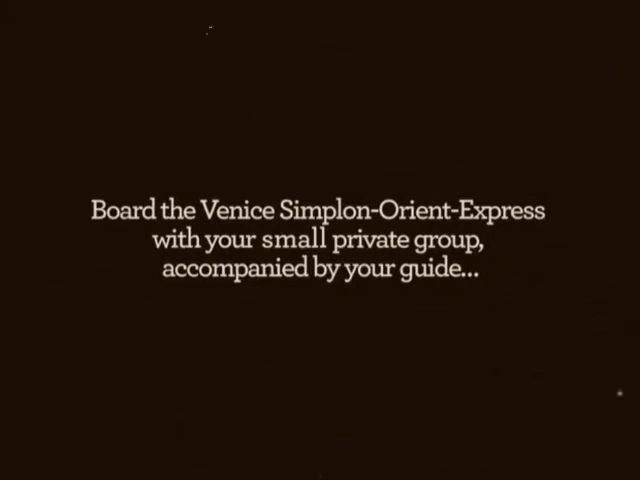 Board the Venice Simplon-Orient-Express
with your small private group,
accompanied by your guide...